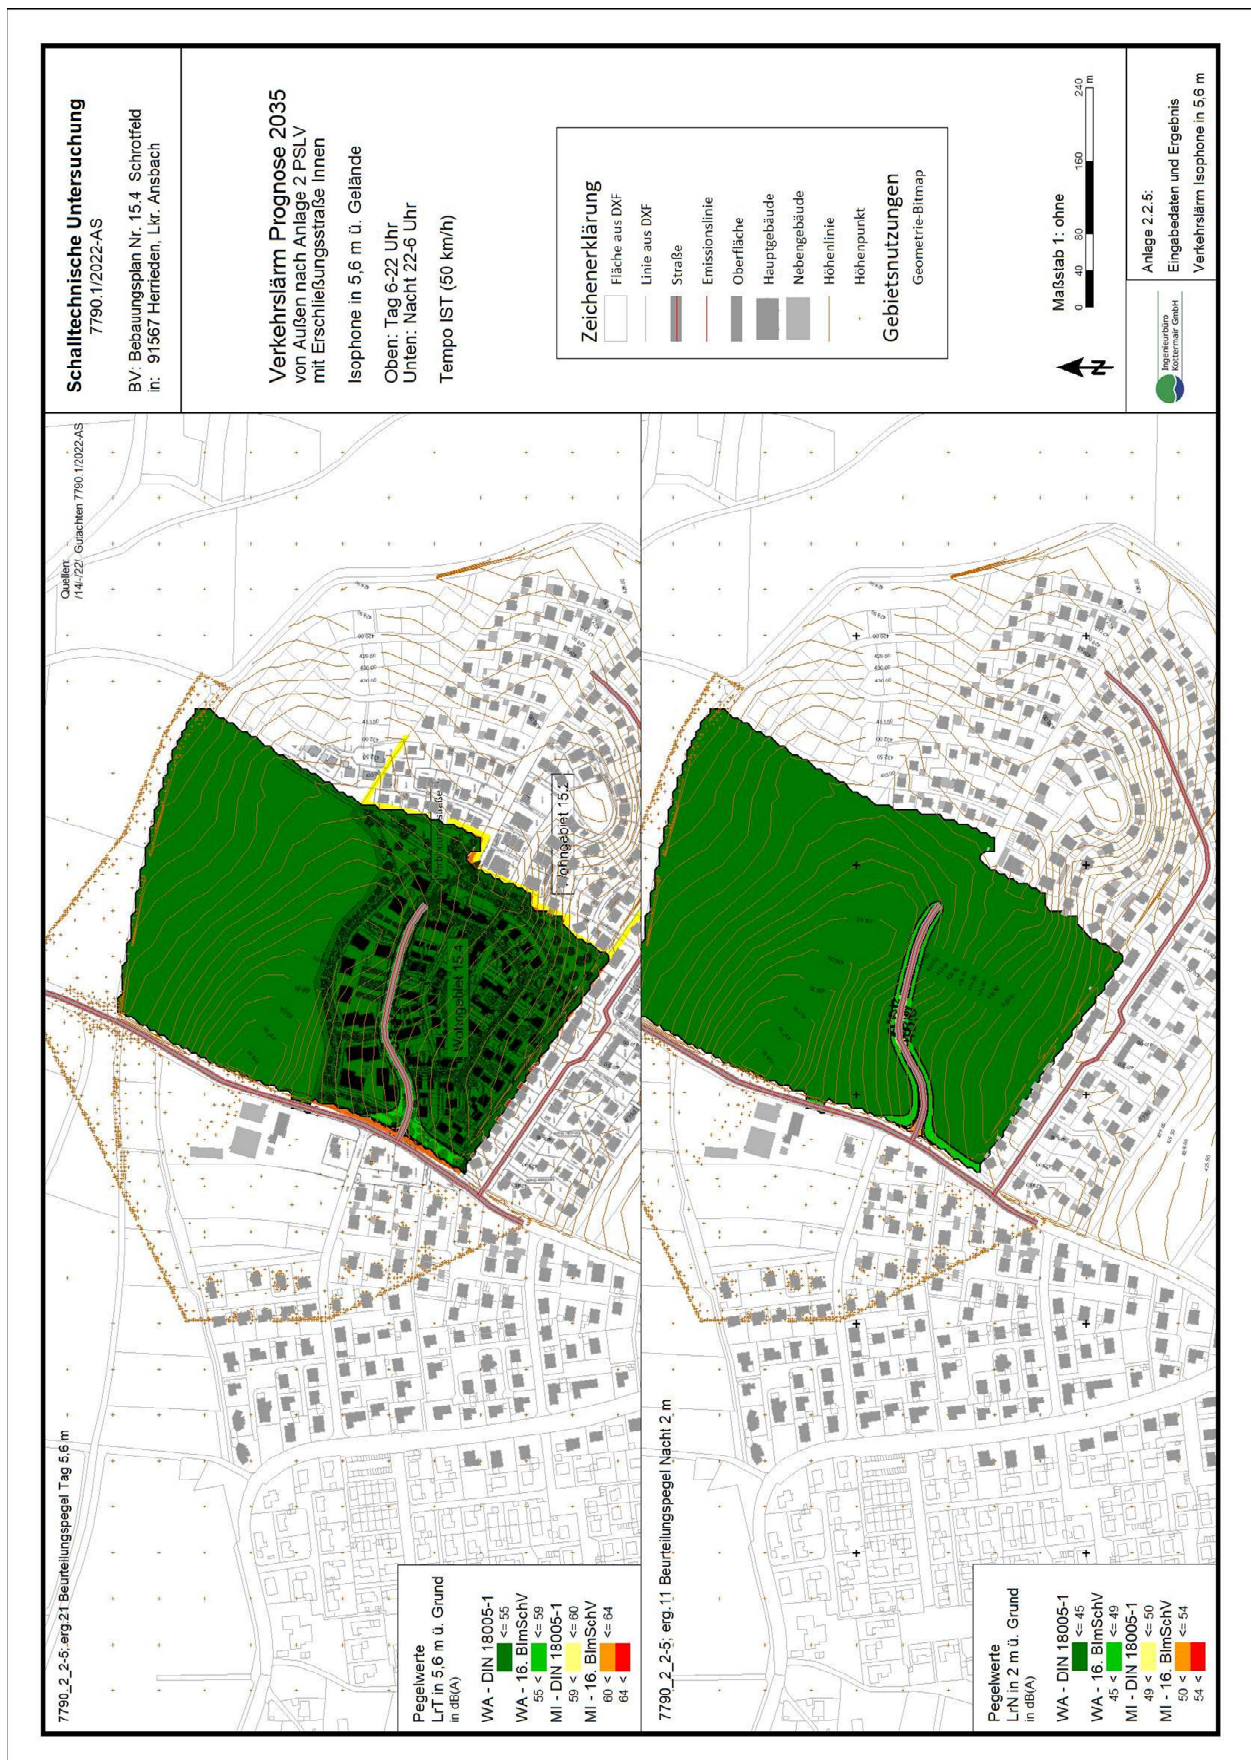 Schalltechnische Untersuchung
7790.1/2022-AS
BV: Bebauungsplan Nr. 15.4 Schrotfeld
in: 91567 Herrieden, Lkr. Ansbach
Verkehrslärm Prognose 2035
von Außen nach Anlage 2 PSLV
mit Erschließungsstraße Innen
Isophone in 5,6 m ü. Gelände
Oben: Tag 6-22 Uhr
Unten: Nacht 22-6 Uhr
Tempo IST (50 km/h)
Zeichenerklärung
Fläche aus DXF
Linie aus DXF
Straße
Emissionslinie
Oberfläche
Hauptgebäude
Nebengebäude
Höhenlinie
Höhenpunkt
Gebietsnutzungen
Geometrie-Bitmap
Maßstab 1: ohne
0 40 80 160 240
m
N
Ingenieurbüro
Kottermair GmbH
Anlage 2.2.5:
Eingabedaten und Ergebnis
Verkehrslärm Isophone in 5,6 m
7790_2_2-5; erg.21 Beurteilungspegel Tag 5,6 m
Quellen:
/14/-/22/: Gutachten 7790.1/2022-AS
Wohngebiet 15.4
Wohngebiet 15.2
Pegelwerte
LrT in 5,6 m ü. Grund
in dB(A)
WA - DIN 18005-1
<= 55
WA - 16. BImSchV
55 < <= 59
MI - DIN 18005-1
59 < <= 60
MI - 16. BImSchV
60 < <= 64
64 <
7790_2_2-5; erg.11 Beurteilungspegel Nacht 2 m
Pegelwerte
LrN in 2 m ü. Grund
in dB(A)
WA - DIN 18005-1
<= 45
WA - 16. BImSchV
45 < <= 49
MI - DIN 18005-1
49 < <= 50
MI - 16. BImSchV
50 < <= 54
54 <